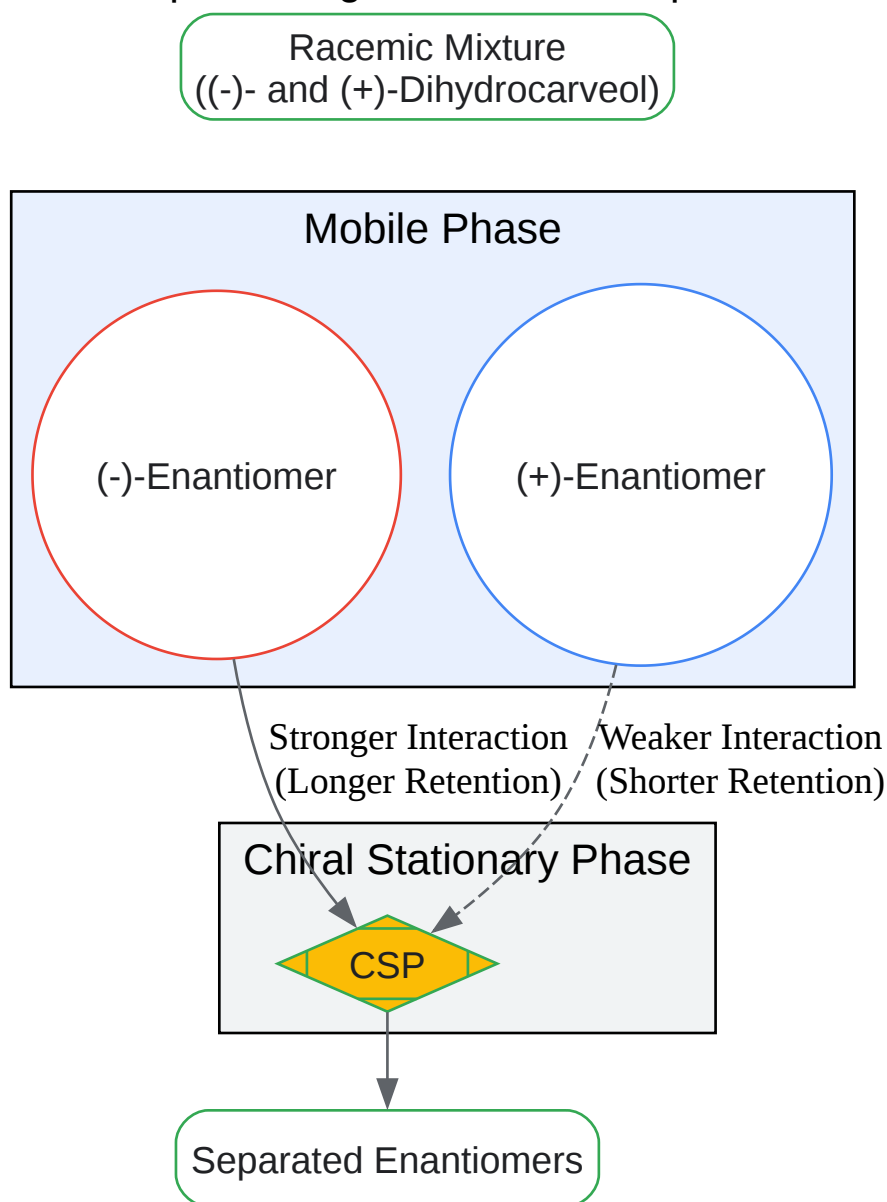 Racemic Mixture
((-)- and (+)-Dihydrocarveol)
Mobile Phase
(-)-Enantiomer
(+)-Enantiomer
Stronger Interaction
(Longer Retention)
Weaker Interaction
(Shorter Retention)
Chiral Stationary Phase
CSP
Separated Enantiomers